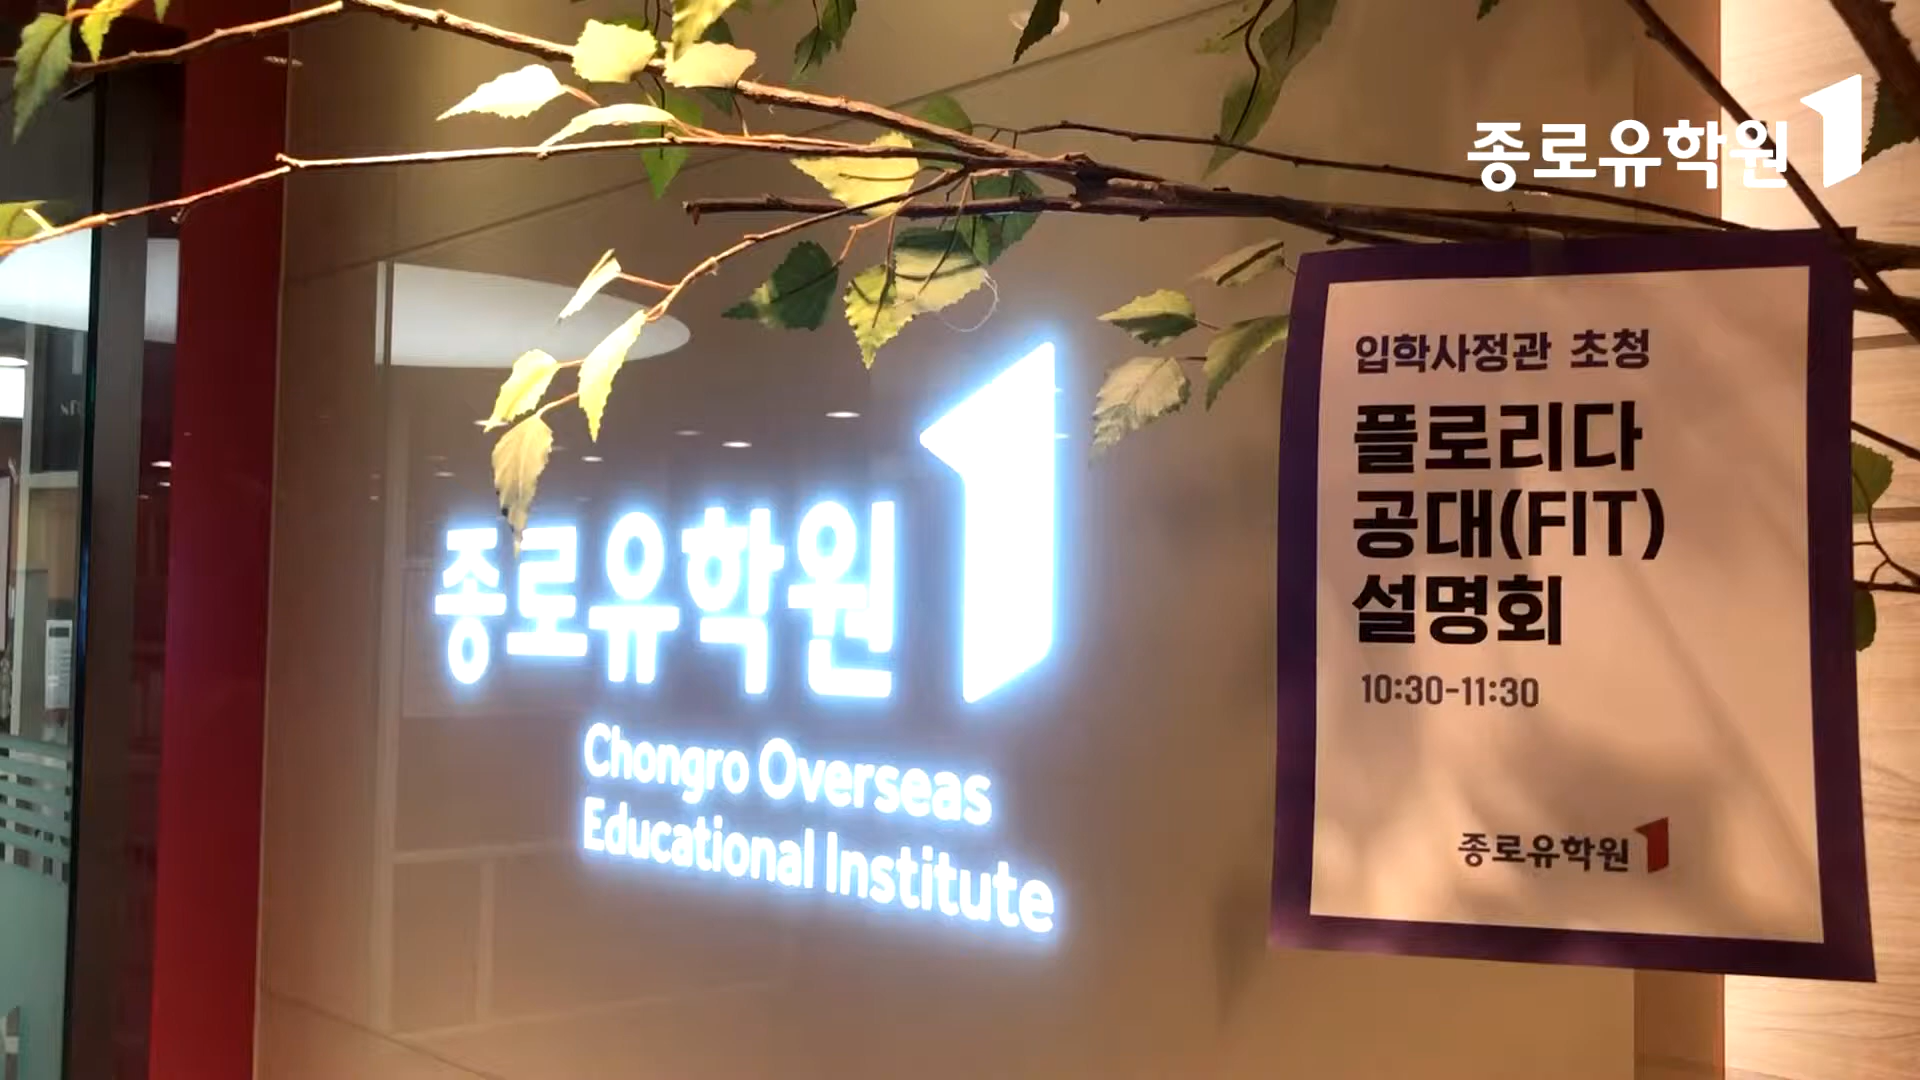 종로유학원
종로유학원
Chongro Overseas
Educational Institute
입학사정관 초청
플로리다
공대(FIT)
설명회
10:30-11:30
종로유학원